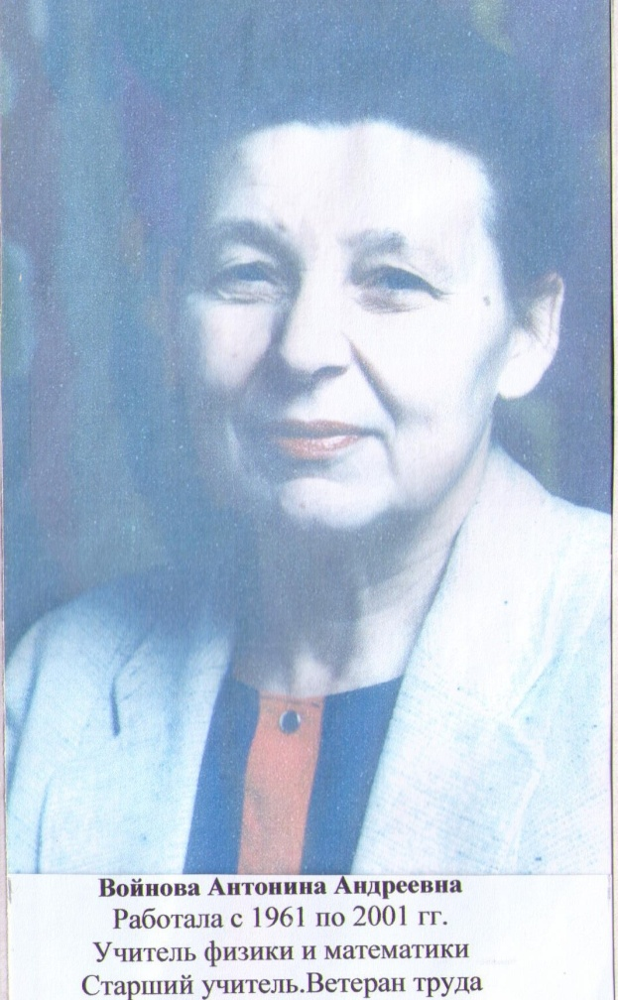 Войнова Антонина Андреевна
Работала с 1961 по 2001 гг.
Учитель физики и математики
Старший учитель.Ветеран труда